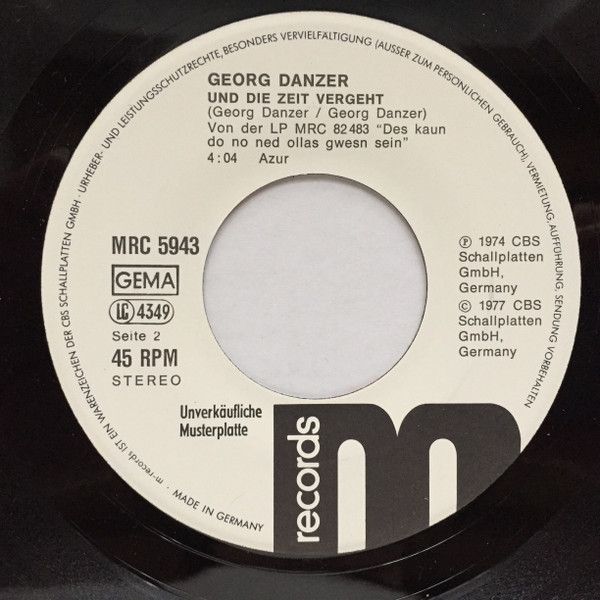 GEORG DANZER
UND DIE ZEIT VERGEHT
(Georg Danzer / Georg Danzer)
Von der LP MRC 82 483 "Des kaun
do no ned ollas gwesn sein"
4:04 Azur
MRC 5943
GEMA
LC 4349
Seite 2
45 RPM
STEREO
℗ 1974 CBS
Schallplatten
GmbH,
Germany
© 1977 CBS
Schallplatten
GmbH,
Germany
Unverkäufliche
Musterplatte
records
m
m-records IST EIN WARENZEICHEN DER CBS SCHALLPLATTEN GMBH · URHEBER- UND LEISTUNGSSCHUTZRECHTE, BESONDERS VERVIELFÄLTIGUNG (AUSSER ZUM PERSÖNLICHEN GEBRAUCH), VERMIETUNG, AUFFÜHRUNG, SENDUNG VORBEHALTEN
· MADE IN GERMANY